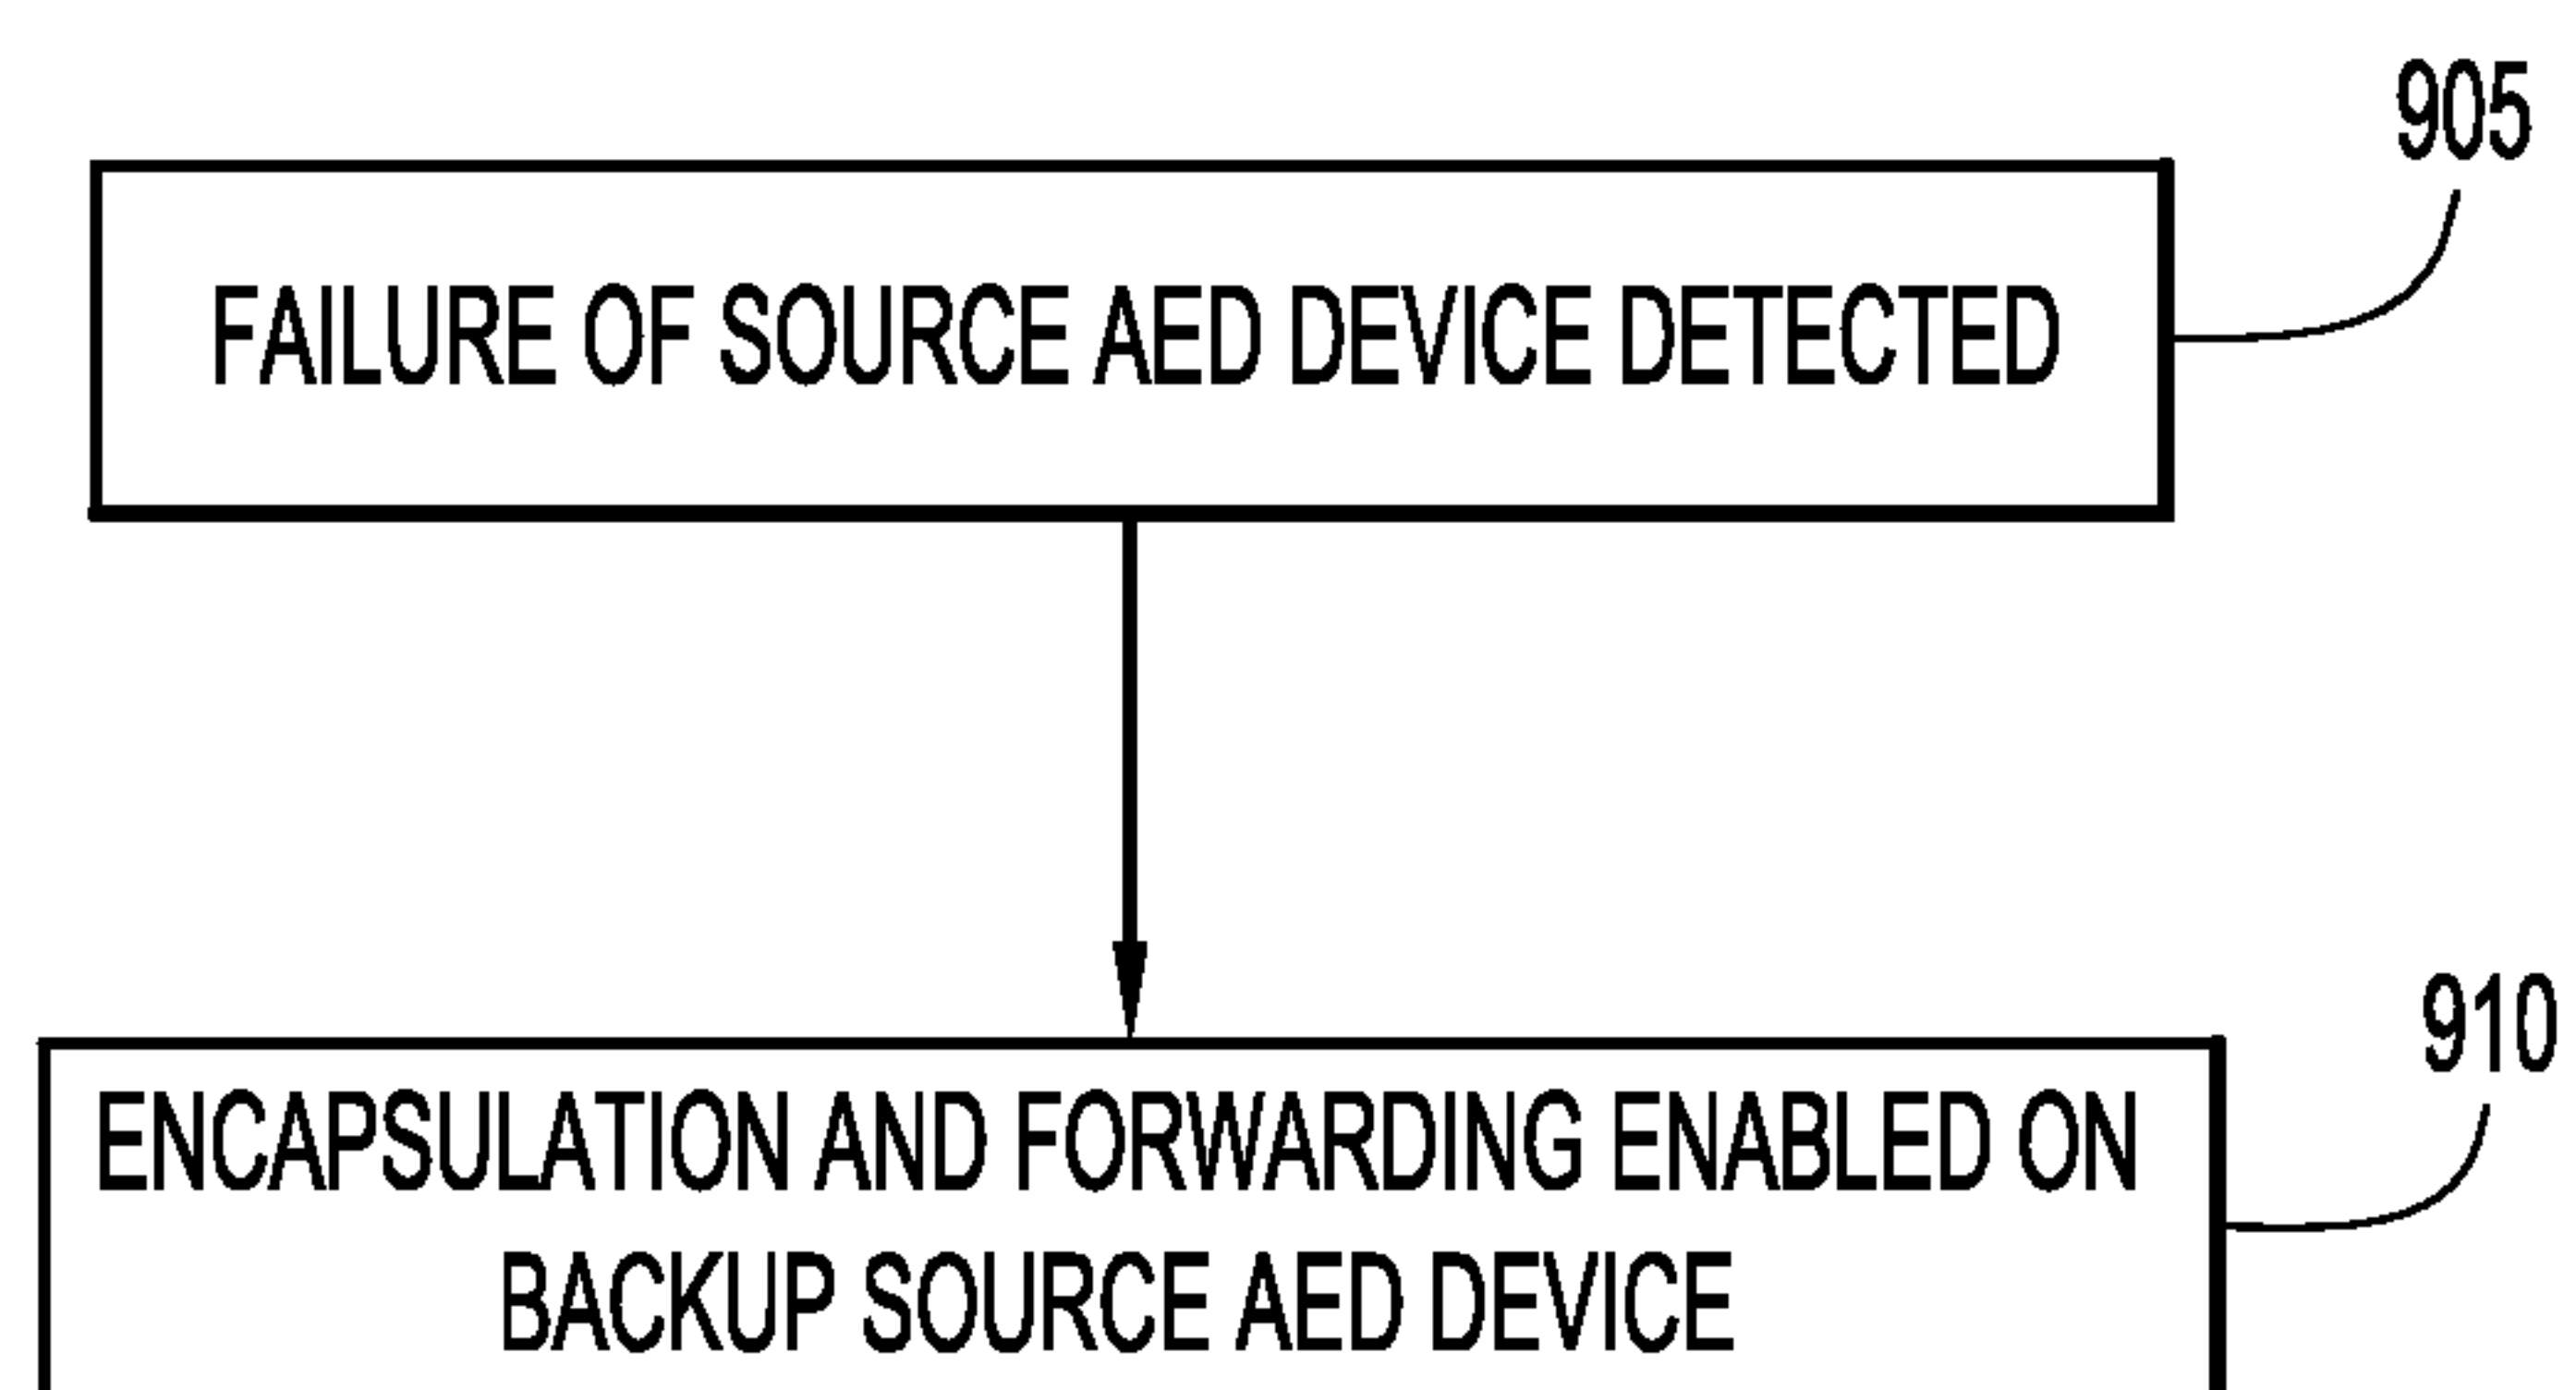 905
FAILURE OF SOURCE AED DEVICE DETECTED
910
ENCAPSULATION AND FORWARDING ENABLED ON
BACKUP SOURCE AED DEVICE